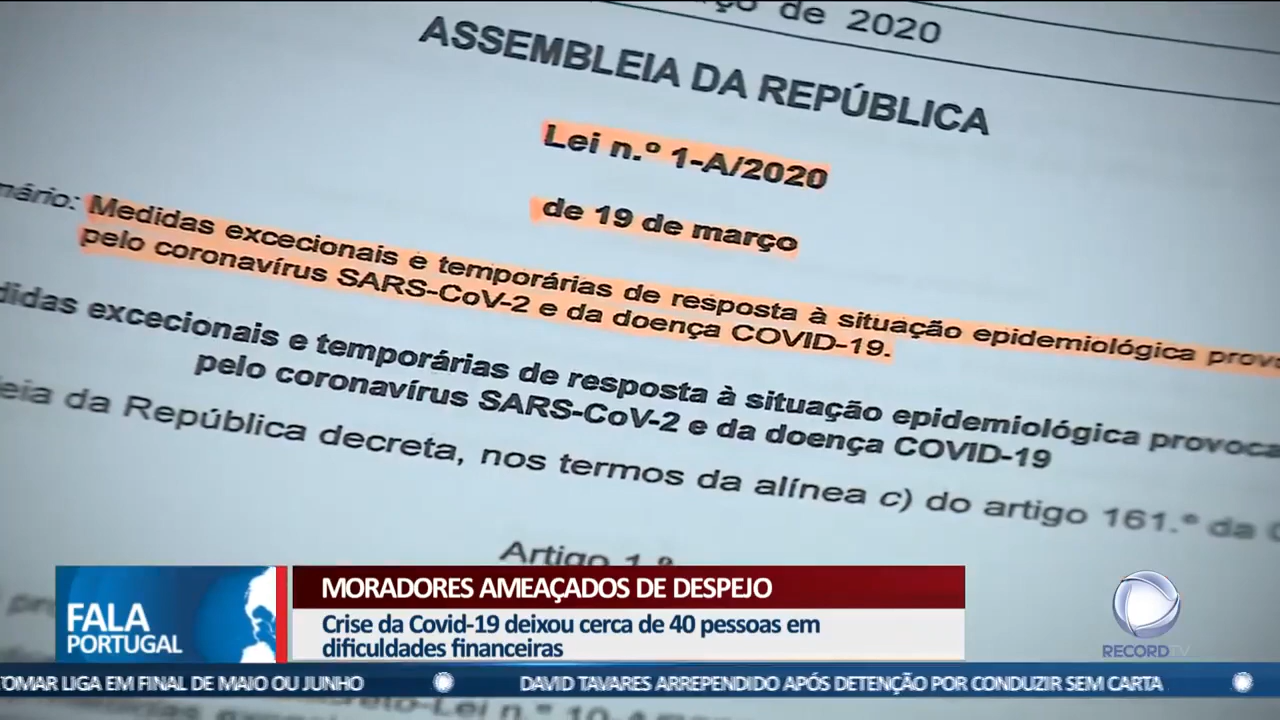 de 2020
ASSEMBLEIA DA REPÚBLICA
Lei n.º 1-A/2020
de 19 de março
Medidas excecionais e temporárias de resposta à situação epidemiológica
pelo coronavírus SARS-CoV-2 e da doença COVID-19.
excecionais e temporárias de resposta à situação epidemiológica
pelo coronavírus SARS-CoV-2 e da doença COVID-19
da República decreta, nos termos da alínea c) do artigo 161.º da
Artigo 1.º
MORADORES AMEAÇADOS DE DESPEJO
Crise da Covid-19 deixou cerca de 40 pessoas em
dificuldades financeiras
FALA
PORTUGAL
RECORD TV
TOMAR LIGA EM FINAL DE MAIO OU JUNHO
DAVID TAVARES ARREPENDIDO APÓS DETENÇÃO POR CONDUZIR SEM CARTA